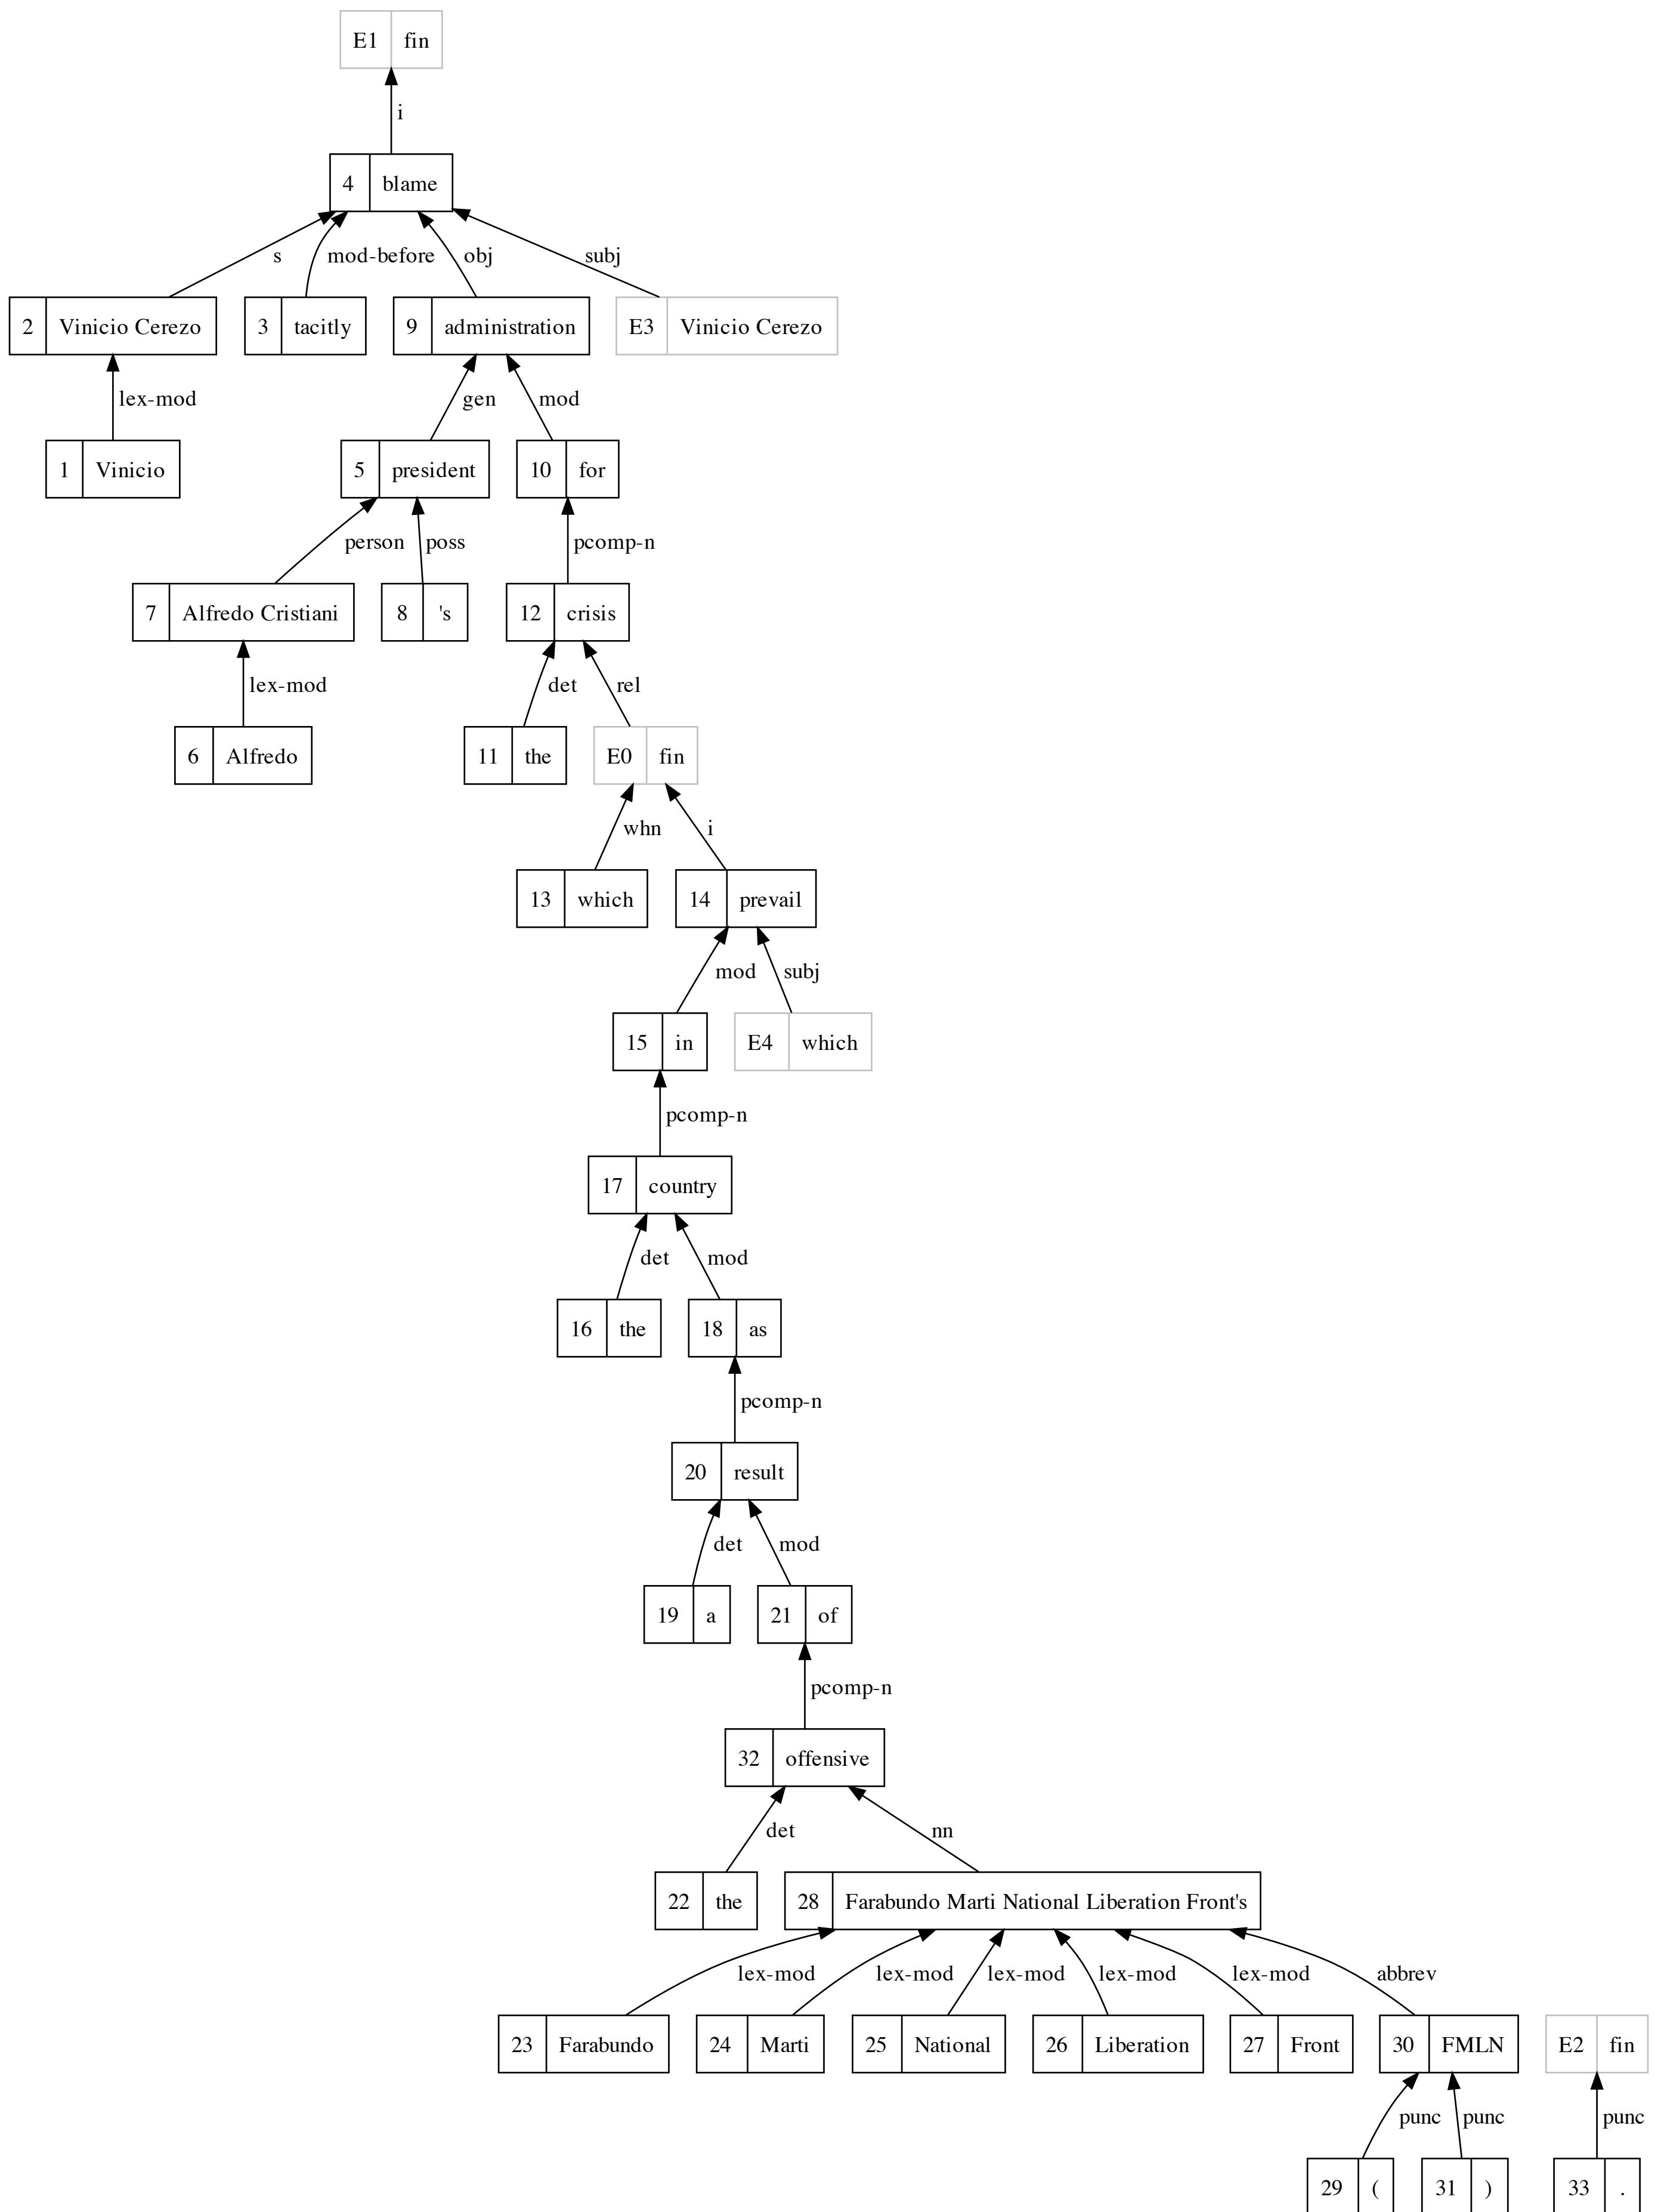 E1 fin
i
4 blame
s mod-before obj subj
2 Vinicio Cerezo 3 tacitly 9 administration E3 Vinicio Cerezo
lex-mod gen mod
1 Vinicio 5 president 10 for
person poss pcomp-n
7 Alfredo Cristiani 8 's 12 crisis
lex-mod det rel
6 Alfredo 11 the E0 fin
whn i
13 which 14 prevail
mod subj
15 in E4 which
pcomp-n
17 country
det mod
16 the 18 as
pcomp-n
20 result
det mod
19 a 21 of
pcomp-n
32 offensive
det nn
22 the 28 Farabundo Marti National Liberation Front's
lex-mod lex-mod lex-mod lex-mod lex-mod abbrev
23 Farabundo 24 Marti 25 National 26 Liberation 27 Front 30 FMLN E2 fin
punc punc punc
29 ( 31 ) 33 .